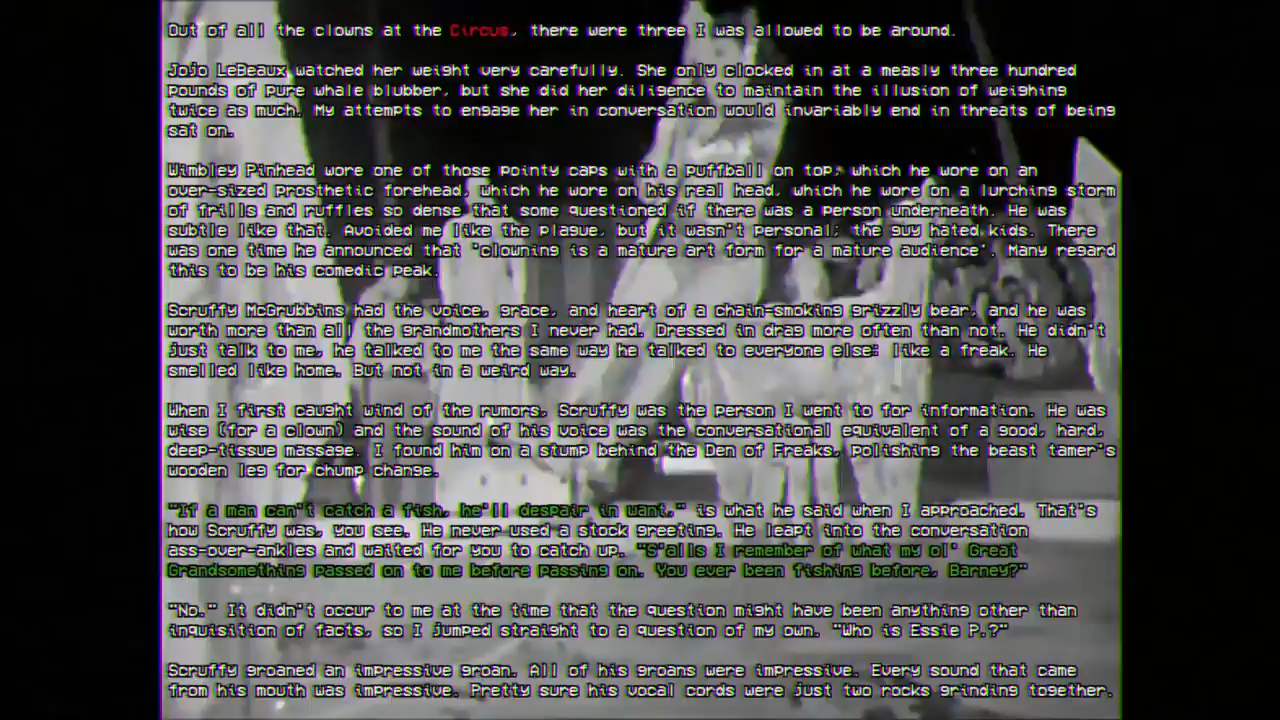 Out of all the clowns at the Circus, there were three I was allowed to be around.
Jojo LeBeaux watched her weight very carefully. She only clocked in at a measly three hundred
pounds of pure whale blubber, but she did her diligence to maintain the illusion of weighing
twice as much. My attempts to engage her in conversation would invariably end in threats of being
sat on.
Wimbley Pinhead wore one of those pointy caps with a puffball on top, which he wore on an
over-sized prosthetic forehead, which he wore on his real head, which he wore on a lurching storm
of frills and ruffles so dense that some questioned if there was a person underneath. He was
subtle like that. Avoided me like the plague, but it wasn't personal; the guy hated kids. There
was one time he announced that 'clowning is a mature art form for a mature audience'. Many regard
this to be his comedic peak.
Scruffy McGrubbins had the voice, grace, and heart of a chain-smoking grizzly bear, and he was
worth more than all the grandmothers I never had. Dressed in drag more often than not. He didn't
just talk to me, he talked to me the same way he talked to everyone else: like a freak. He
smelled like home. But not in a weird way.
When I first caught wind of the rumors, Scruffy was the person I went to for information. He was
wise (for a clown) and the sound of his voice was the conversational equivalent of a good, hard,
deep-tissue massage. I found him on a stump behind the Den of Freaks, polishing the beast tamer's
wooden leg for chump change.
"If a man can't catch a fish, he'll despair in want," is what he said when I approached. That's
how Scruffy was, you see. He never used a stock greeting. He leapt into the conversation
ass-over-ankles and waited for you to catch up. "S'alls I remember of what my ol' Great
Grandsomething passed on to me before passing on. You ever been fishing before, Barney?"
"No." It didn't occur to me at the time that the question might have been anything other than
inquisition of facts, so I jumped straight to a question of my own. "Who is Essie P.?"
Scruffy groaned an impressive groan. All of his groans were impressive. Every sound that came
from his mouth was impressive. Pretty sure his vocal cords were just two rocks grinding together.